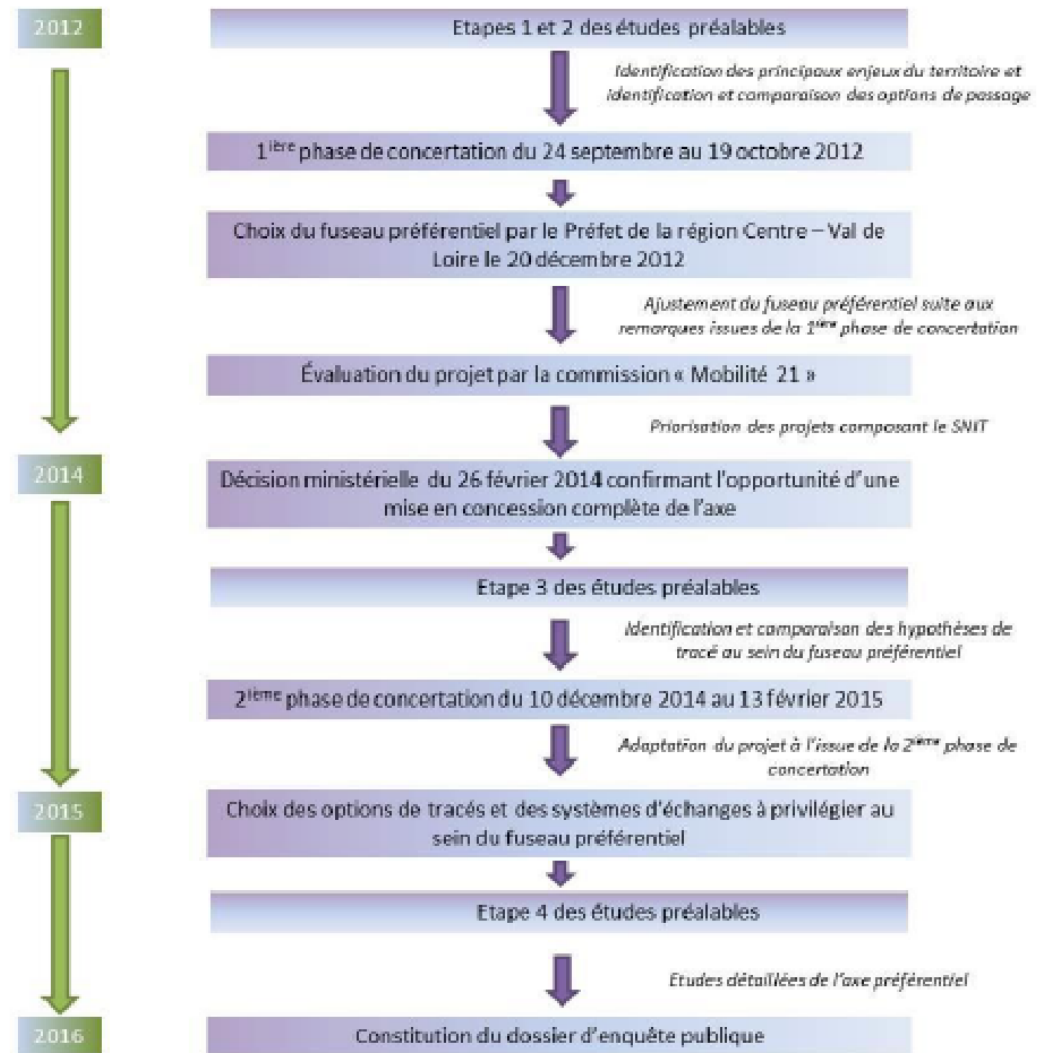 2012
Etapes 1 et 2 des études préalables
Identification des principaux enjeux du territoire et
identification et comparaison des options de passage
1ière phase de concertation du 24 septembre au 19 octobre 2012
Choix du fuseau préférentiel par le Préfet de la région Centre – Val de
Loire le 20 décembre 2012
Ajustement du fuseau préférentiel suite aux
remarques issues de la 1ière phase de concertation
Évaluation du projet par la commission « Mobilité 21 »
Priorisation des projets composant le SNIT
2014
Décision ministérielle du 26 février 2014 confirmant l'opportunité d'une
mise en concession complète de l'axe
Etape 3 des études préalables
Identification et comparaison des hypothèses de
tracé au sein du fuseau préférentiel
2ième phase de concertation du 10 décembre 2014 au 13 février 2015
Adaptation du projet à l'issue de la 2ième phase de
concertation
2015
Choix des options de tracés et des systèmes d'échanges à privilégier au
sein du fuseau préférentiel
Etape 4 des études préalables
Etudes détaillées de l'axe préférentiel
2016
Constitution du dossier d'enquête publique